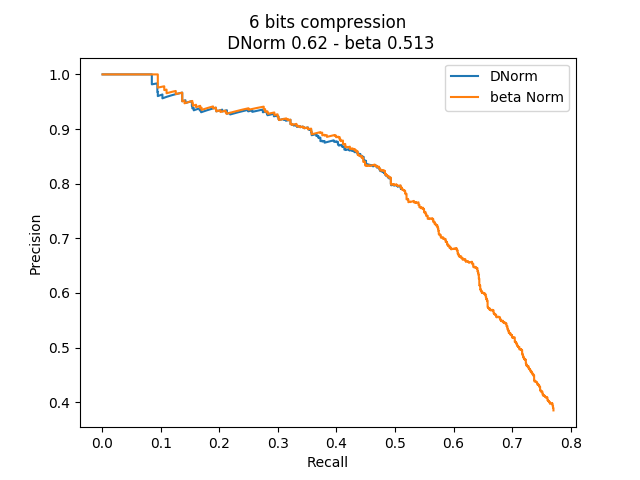 6 bits compression
DNorm 0.62 - beta 0.513
DNorm
beta Norm
1.0
0.9
0.8
0.7
0.6
0.5
0.4
Precision
0.0 0.1 0.2 0.3 0.4 0.5 0.6 0.7 0.8
Recall